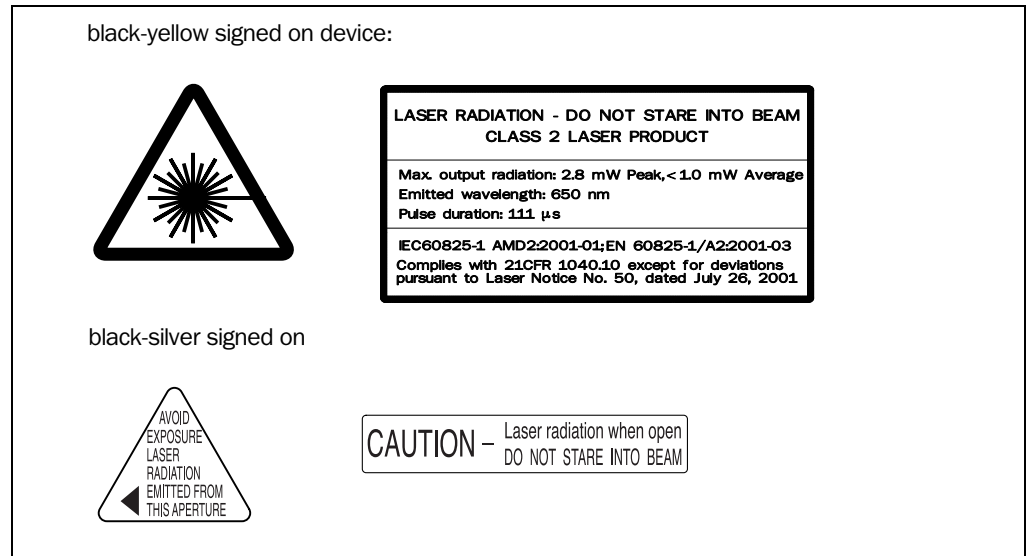 black-yellow signed on device:
LASER RADIATION - DO NOT STARE INTO BEAM
CLASS 2 LASER PRODUCT
Max. output radiation: 2.8 mW Peak,<1.0 mW Average
Emitted wavelength: 650 nm
Pulse duration: 111 µs
IEC60825-1 AMD2:2001-01;EN 60825-1/A2:2001-03
Complies with 21CFR 1040.10 except for deviations
pursuant to Laser Notice No. 50, dated July 26, 2001
black-silver signed on
AVOID
EXPOSURE
LASER
RADIATION
EMITTED FROM
THIS APERTURE
CAUTION – Laser radiation when open
DO NOT STARE INTO BEAM